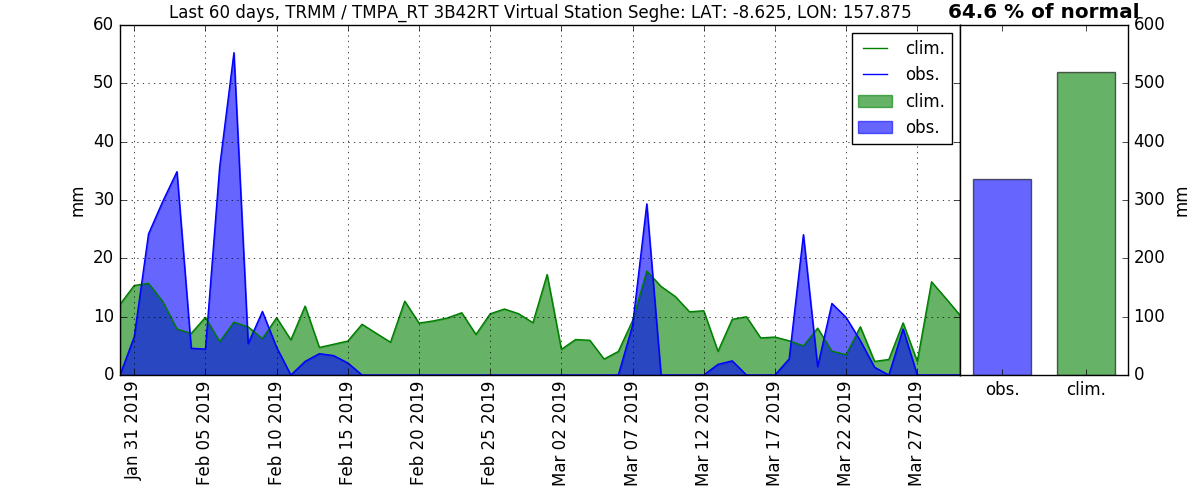 Last 60 days, TRMM / TMPA_RT 3B42RT Virtual Station Seghe: LAT: -8.625, LON: 157.875
64.6 % of normal
60
50
40
30
20
10
0
mm
clim.
obs.
clim.
obs.
600
500
400
300
200
100
0
mm
Jan 31 2019
Feb 05 2019
Feb 10 2019
Feb 15 2019
Feb 20 2019
Feb 25 2019
Mar 02 2019
Mar 07 2019
Mar 12 2019
Mar 17 2019
Mar 22 2019
Mar 27 2019
obs.
clim.